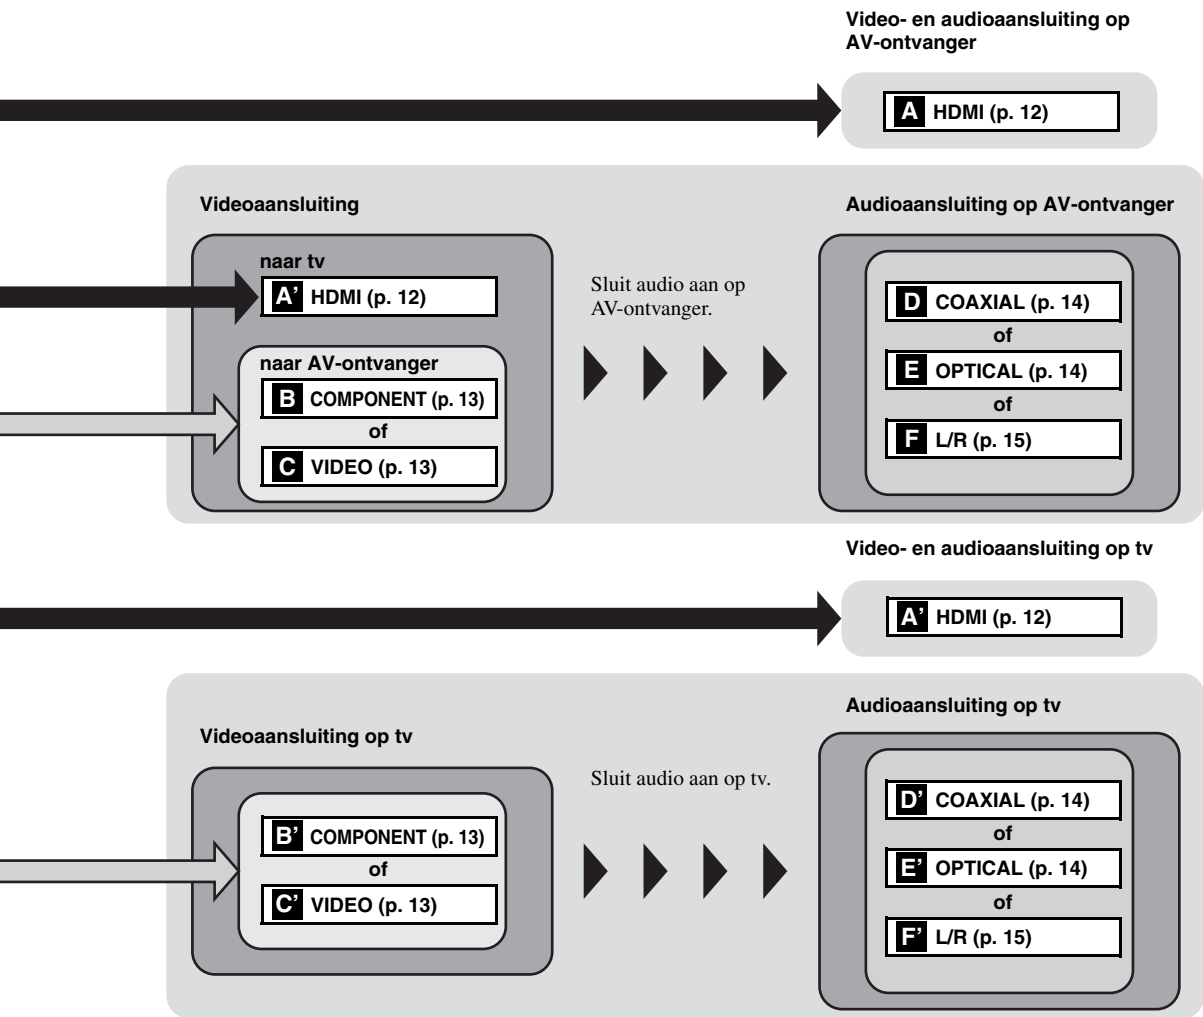 Video- en audioaansluiting op
AV-ontvanger
A HDMI (p. 12)
Videoaansluiting
Audioaansluiting op AV-ontvanger
naar tv
A’ HDMI (p. 12)
naar AV-ontvanger
B COMPONENT (p. 13)
of
C VIDEO (p. 13)
Sluit audio aan op
AV-ontvanger.
D COAXIAL (p. 14)
of
E OPTICAL (p. 14)
of
F L/R (p. 15)
Video- en audioaansluiting op tv
A’ HDMI (p. 12)
Videoaansluiting op tv
Audioaansluiting op tv
B’ COMPONENT (p. 13)
of
C’ VIDEO (p. 13)
Sluit audio aan op tv.
D’ COAXIAL (p. 14)
of
E’ OPTICAL (p. 14)
of
F’ L/R (p. 15)